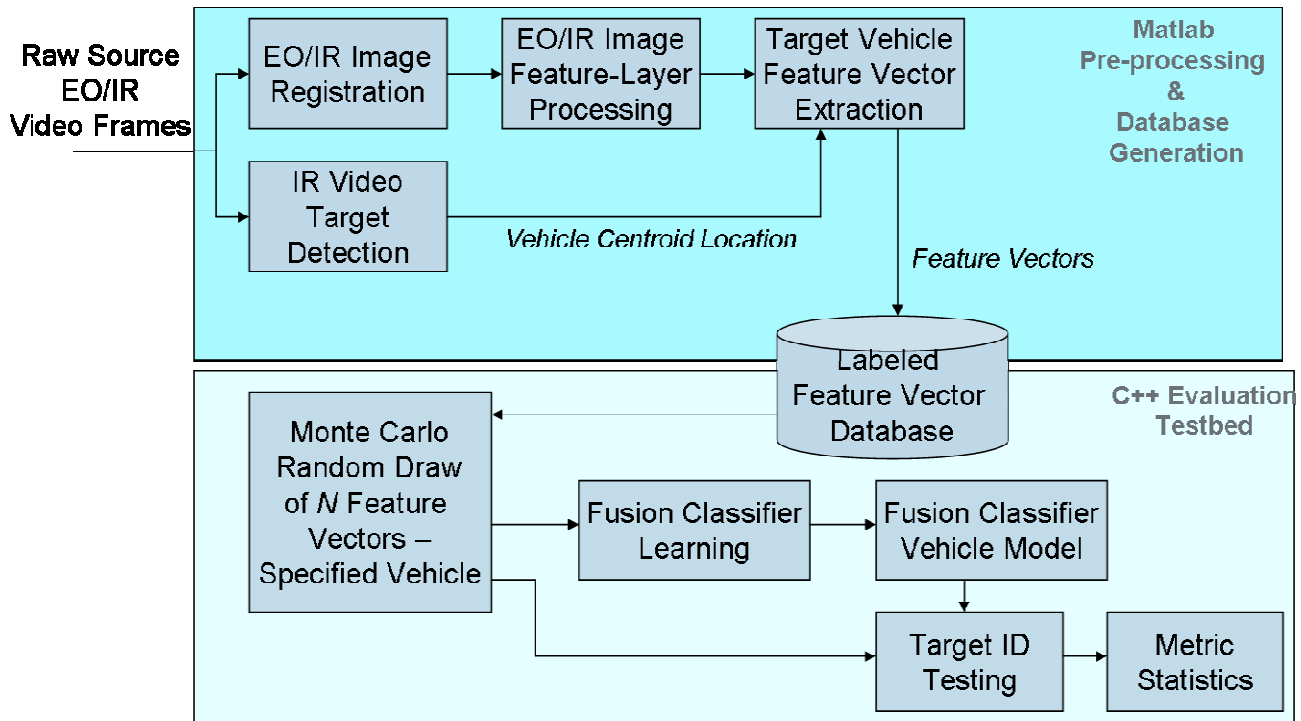 Raw Source
EO/IR
Video Frames
EO/IR Image
Registration
EO/IR Image
Feature-Layer
Processing
Target Vehicle
Feature Vector
Extraction
Matlab
Pre-processing
&
Database
Generation
IR Video
Target
Detection
Vehicle Centroid Location
Feature Vectors
Labeled
Feature Vector
Database
C++ Evaluation
Testbed
Monte Carlo
Random Draw
of N Feature
Vectors –
Specified Vehicle
Fusion Classifier
Learning
Fusion Classifier
Vehicle Model
Target ID
Testing
Metric
Statistics